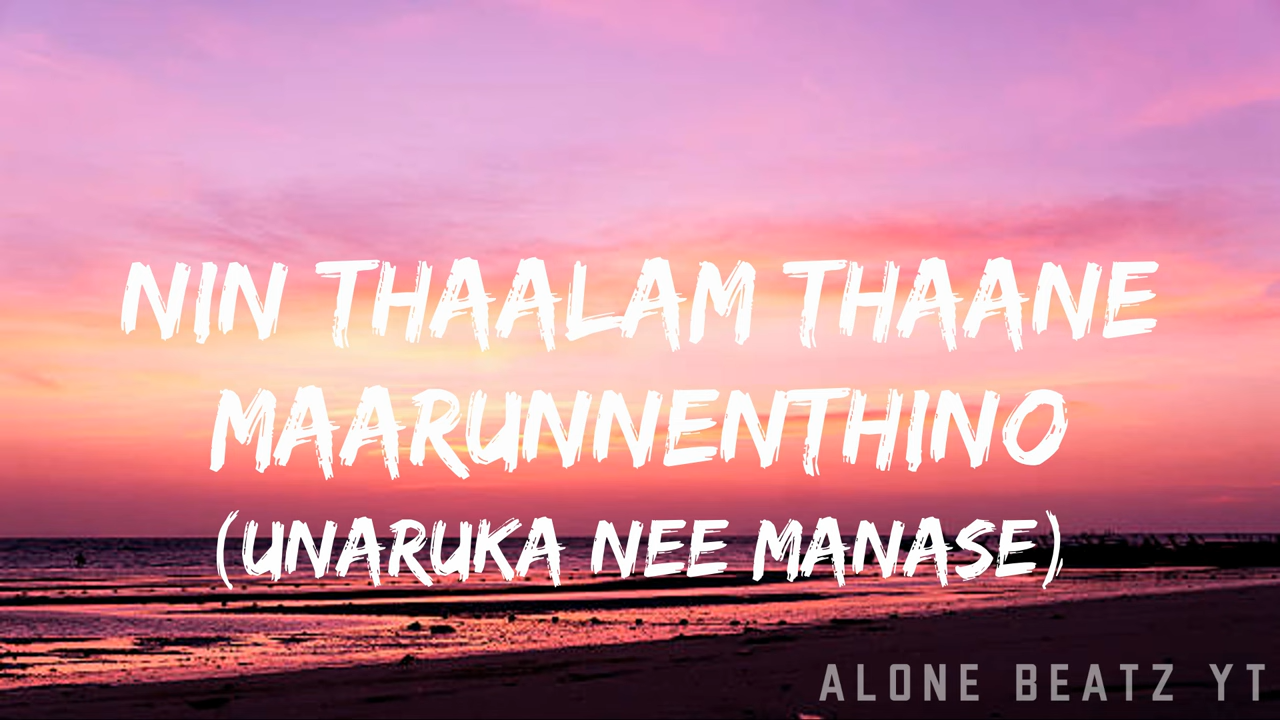 NIN THAALAM THAANE
MAARUNNENTHINO
(UNARUKA NEE MANASE)
ALONE BEATZ YT